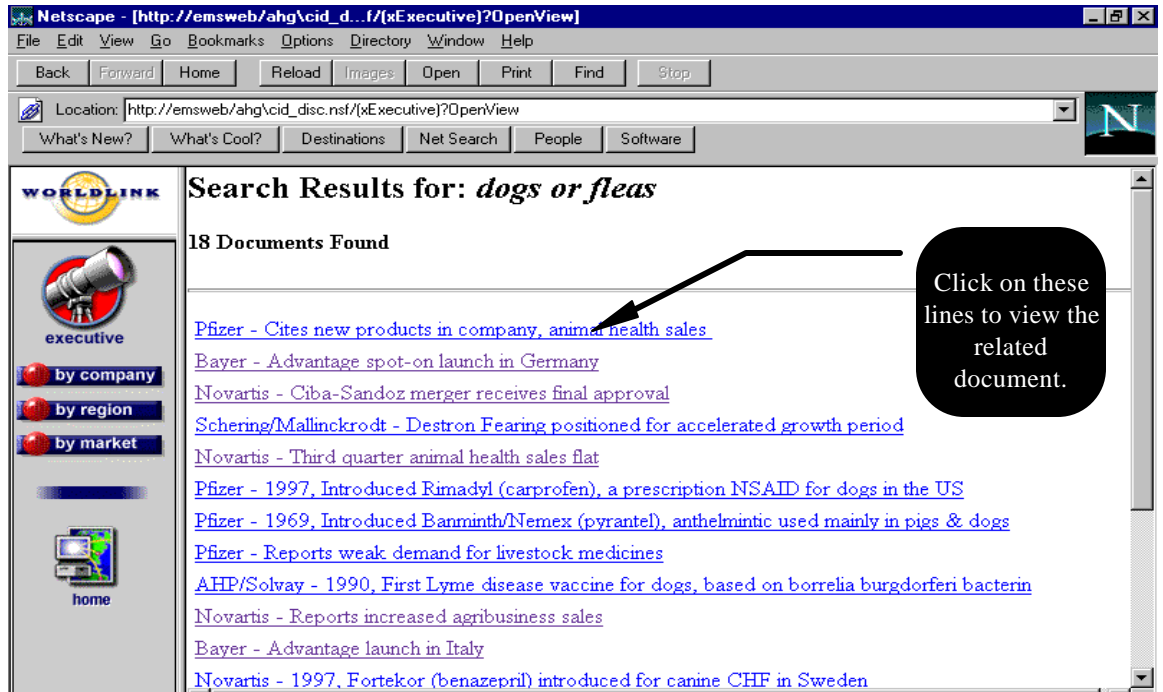 Netscape - [http://emsweb/ahg\cid_d...f/(xExecutive)?OpenView]
File Edit View Go Bookmarks Options Directory Window Help
Back Forward Home Reload Images Open Print Find Stop
Location: http://emsweb/ahg\cid_disc.nsf/(xExecutive)?OpenView
N
What's New? What's Cool? Destinations Net Search People Software
WORLDLINK
executive
by company
by region
by market
home
Search Results for: dogs or fleas
18 Documents Found
Pfizer - Cites new products in company, animal health sales
Bayer - Advantage spot-on launch in Germany
Novartis - Ciba-Sandoz merger receives final approval
Schering/Mallinckrodt - Destron Fearing positioned for accelerated growth period
Novartis - Third quarter animal health sales flat
Pfizer - 1997, Introduced Rimadyl (carprofen), a prescription NSAID for dogs in the US
Pfizer - 1969, Introduced Banminth/Nemex (pyrantel), anthelmintic used mainly in pigs & dogs
Pfizer - Reports weak demand for livestock medicines
AHP/Solvay - 1990, First Lyme disease vaccine for dogs, based on borrelia burgdorferi bacterin
Novartis - Reports increased agribusiness sales
Bayer - Advantage launch in Italy
Novartis - 1997, Fortekor (benazepril) introduced for canine CHF in Sweden
Click on these
lines to view the
related
document.